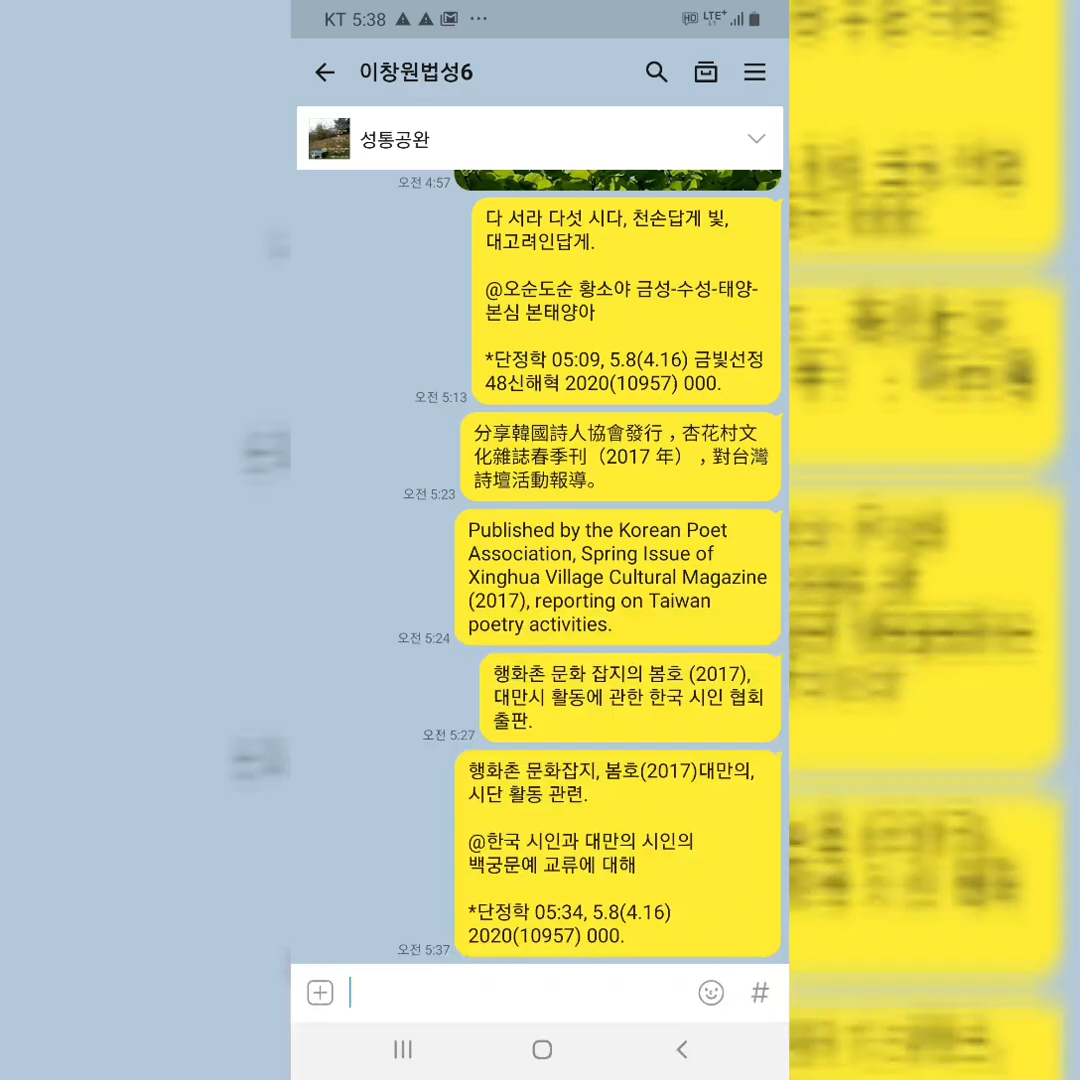 KT 5:38
HD LTE+
이창원법성6
성통공완
오전 4:57
다 서라 다섯 시다, 천손답게 빛,
대고려인답게.
@오순도순 황소야 금성-수성-태양-
본심 본태양아
*단정학 05:09, 5.8(4.16) 금빛선정
48신해혁 2020(10957) 000.
오전 5:13
分享韓國詩人協會發行，杏花村文
化雜誌春季刊（2017 年），對台灣
詩壇活動報導。
오전 5:23
Published by the Korean Poet
Association, Spring Issue of
Xinghua Village Cultural Magazine
(2017), reporting on Taiwan
poetry activities.
오전 5:24
행화촌 문화 잡지의 봄호 (2017),
대만시 활동에 관한 한국 시인 협회
출판.
오전 5:27
행화촌 문화잡지, 봄호(2017)대만의,
시단 활동 관련.
@한국 시인과 대만의 시인의
백궁문예 교류에 대해
*단정학 05:34, 5.8(4.16)
2020(10957) 000.
오전 5:37
#